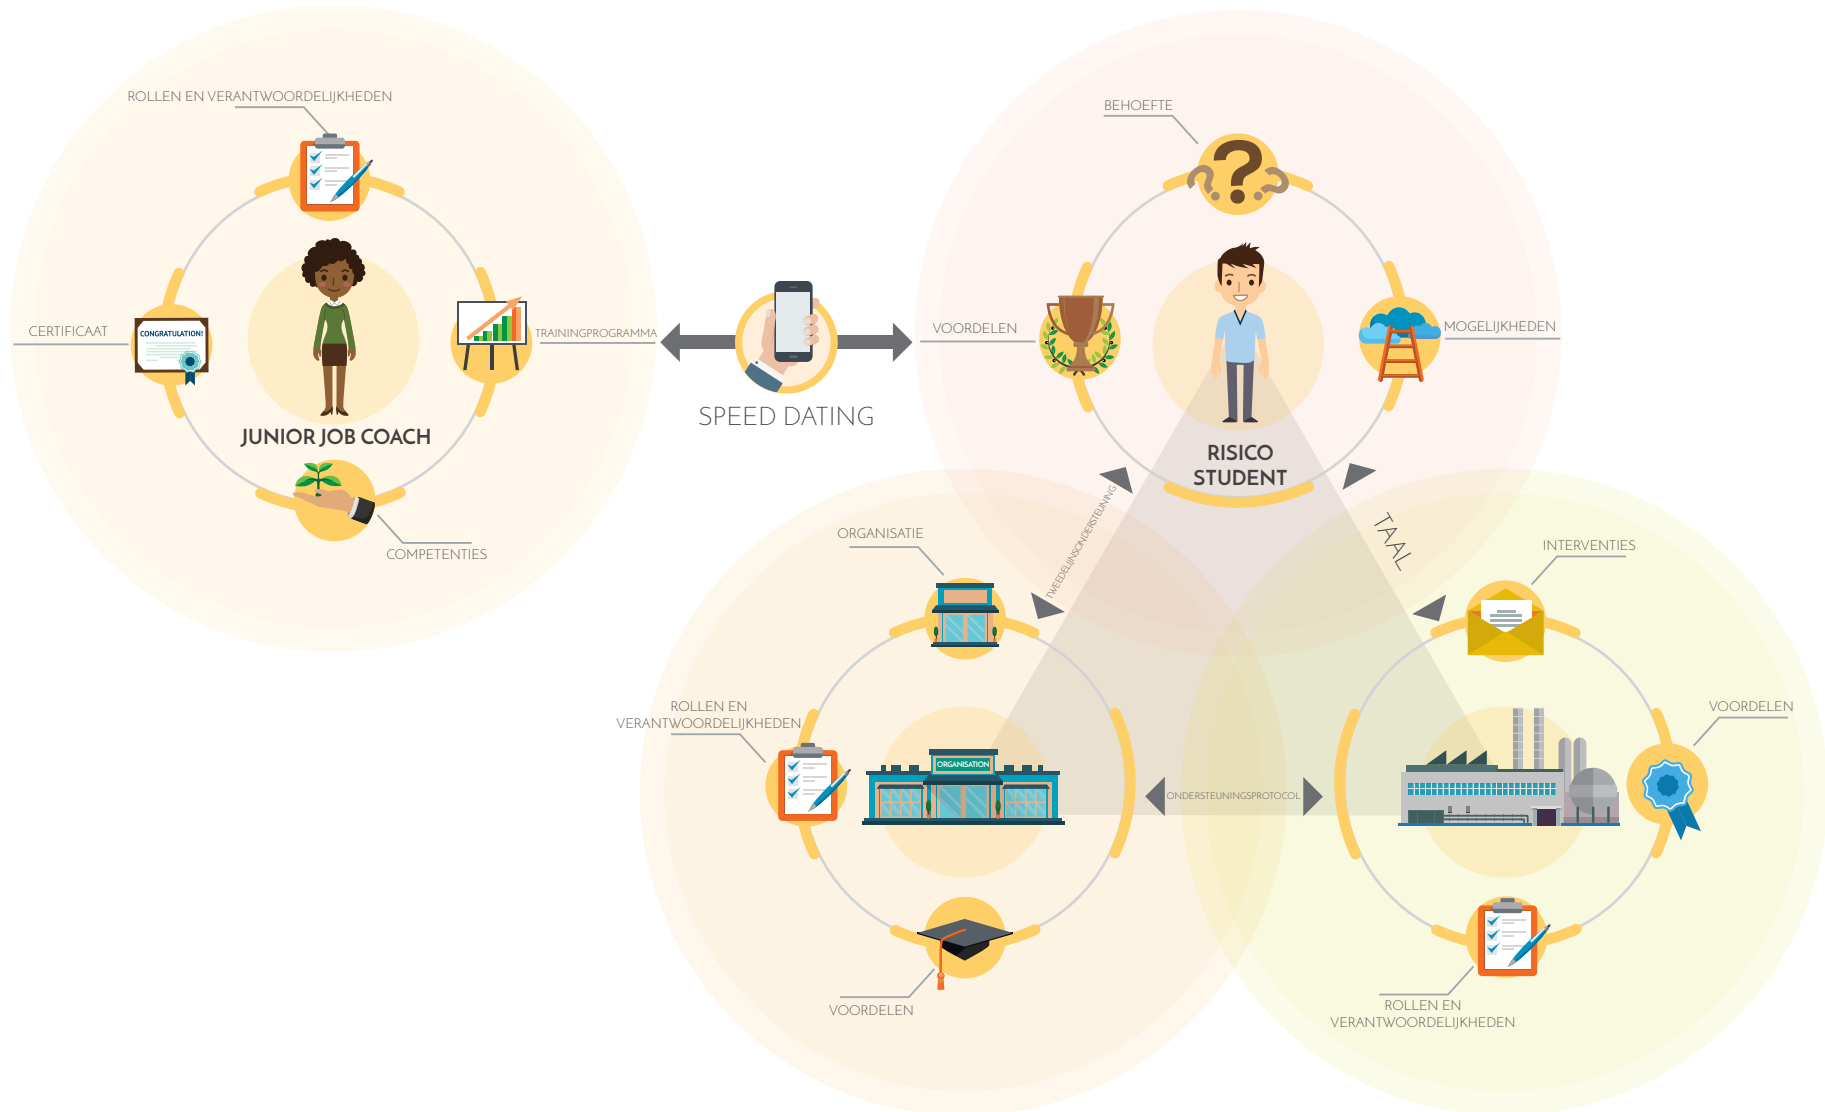 ROLLEN EN VERANTWOORDELIJKHEDEN
CERTIFICAAT
CONGRATULATION!
TRAININGPROGRAMMA
JUNIOR JOB COACH
COMPETENTIES
SPEED DATING
BEHOEFTE
VOORDELEN
MOGELIJKHEDEN
RISICO
STUDENT
TWEEDELIJNSONDERSTEUNING
TAAL
ORGANISATIE
ROLLEN EN
VERANTWOORDELIJKHEDEN
ORGANISATION
VOORDELEN
ONDERSTEUNINGSPROTOCOL
INTERVENTIES
VOORDELEN
ROLLEN EN
VERANTWOORDELIJKHEDEN